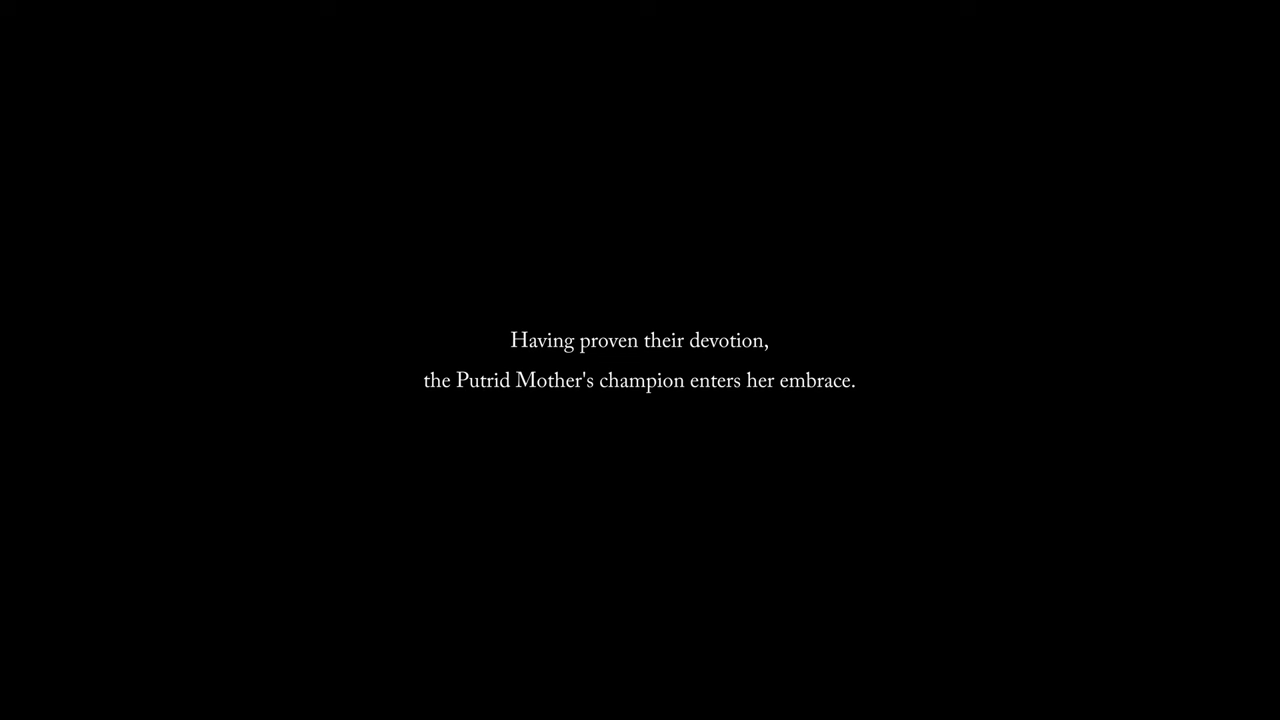 Having proven their devotion,
the Putrid Mother's champion enters her embrace.